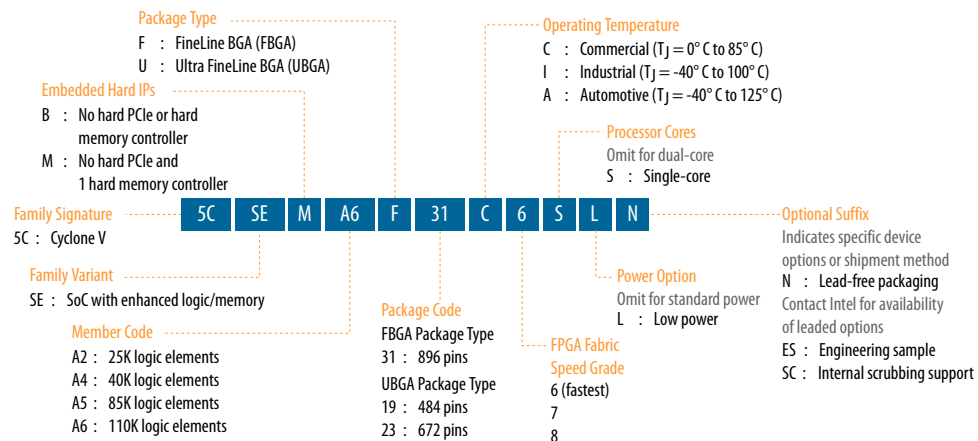 Package Type
F : FineLine BGA (FBGA)
U : Ultra FineLine BGA (UBGA)
Operating Temperature
C : Commercial (TJ = 0° C to 85° C)
I : Industrial (TJ = -40° C to 100° C)
A : Automotive (TJ = -40° C to 125° C)
Embedded Hard IPs
B : No hard PCIe or hard
memory controller
M : No hard PCIe and
1 hard memory controller
Processor Cores
Omit for dual-core
S : Single-core
5C SE M A6 F 31 C 6 S L N
Family Signature
5C : Cyclone V
Family Variant
SE : SoC with enhanced logic/memory
Member Code
A2 : 25K logic elements
A4 : 40K logic elements
A5 : 85K logic elements
A6 : 110K logic elements
Package Code
FBGA Package Type
31 : 896 pins
UBGA Package Type
19 : 484 pins
23 : 672 pins
FPGA Fabric
Speed Grade
6 (fastest)
7
8
Power Option
Omit for standard power
L : Low power
Optional Suffix
Indicates specific device
options or shipment method
N : Lead-free packaging
Contact Intel for availability
of leaded options
ES : Engineering sample
SC : Internal scrubbing support